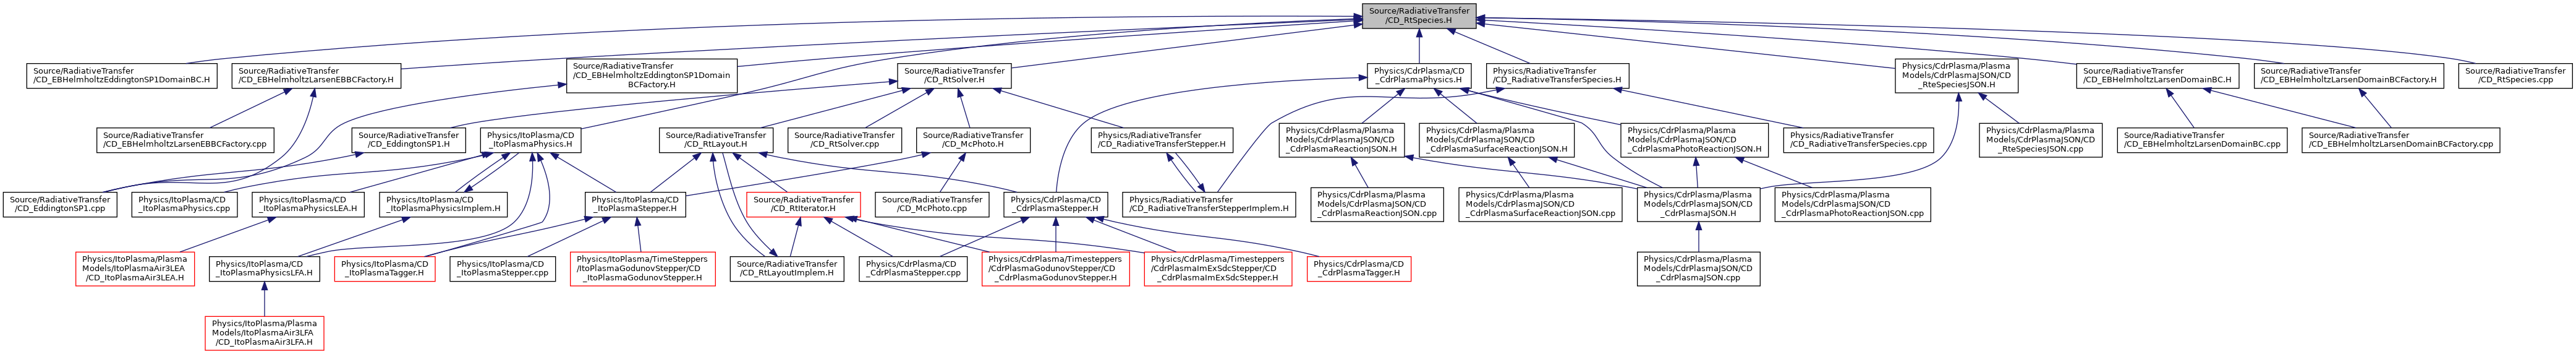 Source/RadiativeTransfer
/CD_RtSpecies.H
Source/RadiativeTransfer
/CD_EBHelmholtzEddingtonSP1DomainBC.H
Source/RadiativeTransfer
/CD_EBHelmholtzLarsenEBBCFactory.H
Source/RadiativeTransfer
/CD_EBHelmholtzEddingtonSP1Domain
BCFactory.H
Source/RadiativeTransfer
/CD_RtSolver.H
Physics/CdrPlasma/CD
_CdrPlasmaPhysics.H
Physics/RadiativeTransfer
/CD_RadiativeTransferSpecies.H
Physics/CdrPlasma/Plasma
Models/CdrPlasmaJSON/CD
_RteSpeciesJSON.H
Source/RadiativeTransfer
/CD_EBHelmholtzLarsenDomainBC.H
Source/RadiativeTransfer
/CD_EBHelmholtzLarsenDomainBCFactory.H
Source/RadiativeTransfer
/CD_RtSpecies.cpp
Source/RadiativeTransfer
/CD_EBHelmholtzLarsenEBBCFactory.cpp
Source/RadiativeTransfer
/CD_EddingtonSP1.H
Physics/ItoPlasma/CD
_ItoPlasmaPhysics.H
Source/RadiativeTransfer
/CD_RtLayout.H
Source/RadiativeTransfer
/CD_RtSolver.cpp
Source/RadiativeTransfer
/CD_McPhoto.H
Physics/RadiativeTransfer
/CD_RadiativeTransferStepper.H
Physics/CdrPlasma/Plasma
Models/CdrPlasmaJSON/CD
_CdrPlasmaReactionJSON.H
Physics/CdrPlasma/Plasma
Models/CdrPlasmaJSON/CD
_CdrPlasmaSurfaceReactionJSON.H
Physics/CdrPlasma/Plasma
Models/CdrPlasmaJSON/CD
_CdrPlasmaPhotoReactionJSON.H
Physics/RadiativeTransfer
/CD_RadiativeTransferSpecies.cpp
Physics/CdrPlasma/Plasma
Models/CdrPlasmaJSON/CD
_RteSpeciesJSON.cpp
Source/RadiativeTransfer
/CD_EBHelmholtzLarsenDomainBC.cpp
Source/RadiativeTransfer
/CD_EBHelmholtzLarsenDomainBCFactory.cpp
Source/RadiativeTransfer
/CD_EddingtonSP1.cpp
Physics/ItoPlasma/CD
_ItoPlasmaPhysics.cpp
Physics/ItoPlasma/CD
_ItoPlasmaPhysicsLEA.H
Physics/ItoPlasma/CD
_ItoPlasmaPhysicsImplem.H
Physics/ItoPlasma/CD
_ItoPlasmaStepper.H
Source/RadiativeTransfer
/CD_RtIterator.H
Source/RadiativeTransfer
/CD_McPhoto.cpp
Physics/CdrPlasma/CD
_CdrPlasmaStepper.H
Physics/RadiativeTransfer
/CD_RadiativeTransferStepperImplem.H
Physics/CdrPlasma/Plasma
Models/CdrPlasmaJSON/CD
_CdrPlasmaReactionJSON.cpp
Physics/CdrPlasma/Plasma
Models/CdrPlasmaJSON/CD
_CdrPlasmaSurfaceReactionJSON.cpp
Physics/CdrPlasma/Plasma
Models/CdrPlasmaJSON/CD
_CdrPlasmaJSON.H
Physics/CdrPlasma/Plasma
Models/CdrPlasmaJSON/CD
_CdrPlasmaPhotoReactionJSON.cpp
Physics/ItoPlasma/Plasma
Models/ItoPlasmaAir3LEA
/CD_ItoPlasmaAir3LEA.H
Physics/ItoPlasma/CD
_ItoPlasmaPhysicsLFA.H
Physics/ItoPlasma/CD
_ItoPlasmaTagger.H
Physics/ItoPlasma/CD
_ItoPlasmaStepper.cpp
Physics/ItoPlasma/TimeSteppers
/ItoPlasmaGodunovStepper/CD
_ItoPlasmaGodunovStepper.H
Source/RadiativeTransfer
/CD_RtLayoutImplem.H
Physics/CdrPlasma/CD
_CdrPlasmaStepper.cpp
Physics/CdrPlasma/Timesteppers
/CdrPlasmaGodunovStepper/CD
_CdrPlasmaGodunovStepper.H
Physics/CdrPlasma/Timesteppers
/CdrPlasmaImExSdcStepper/CD
_CdrPlasmaImExSdcStepper.H
Physics/CdrPlasma/CD
_CdrPlasmaTagger.H
Physics/CdrPlasma/Plasma
Models/CdrPlasmaJSON/CD
_CdrPlasmaJSON.cpp
Physics/ItoPlasma/Plasma
Models/ItoPlasmaAir3LFA
/CD_ItoPlasmaAir3LFA.H